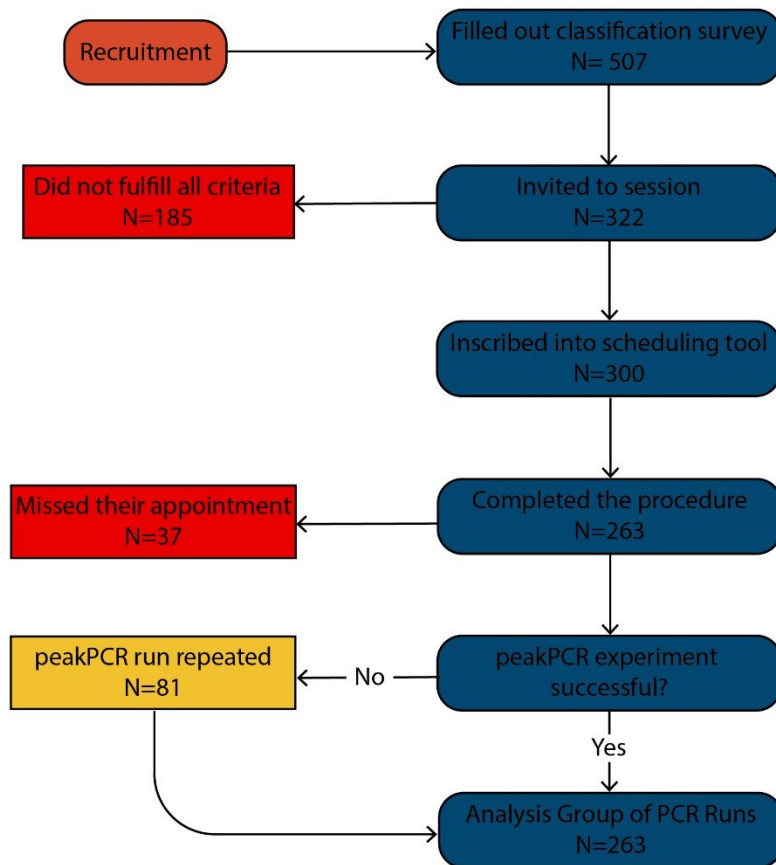 Recruitment
Filled out classification survey
N= 507
Did not fulfill all criteria
N=185
Invited to session
N=322
Inscribed into scheduling tool
N=300
Missed their appointment
N=37
Completed the procedure
N=263
peakPCR run repeated
N=81
No
peakPCR experiment
successful?
Yes
Analysis Group of PCR Runs
N=263